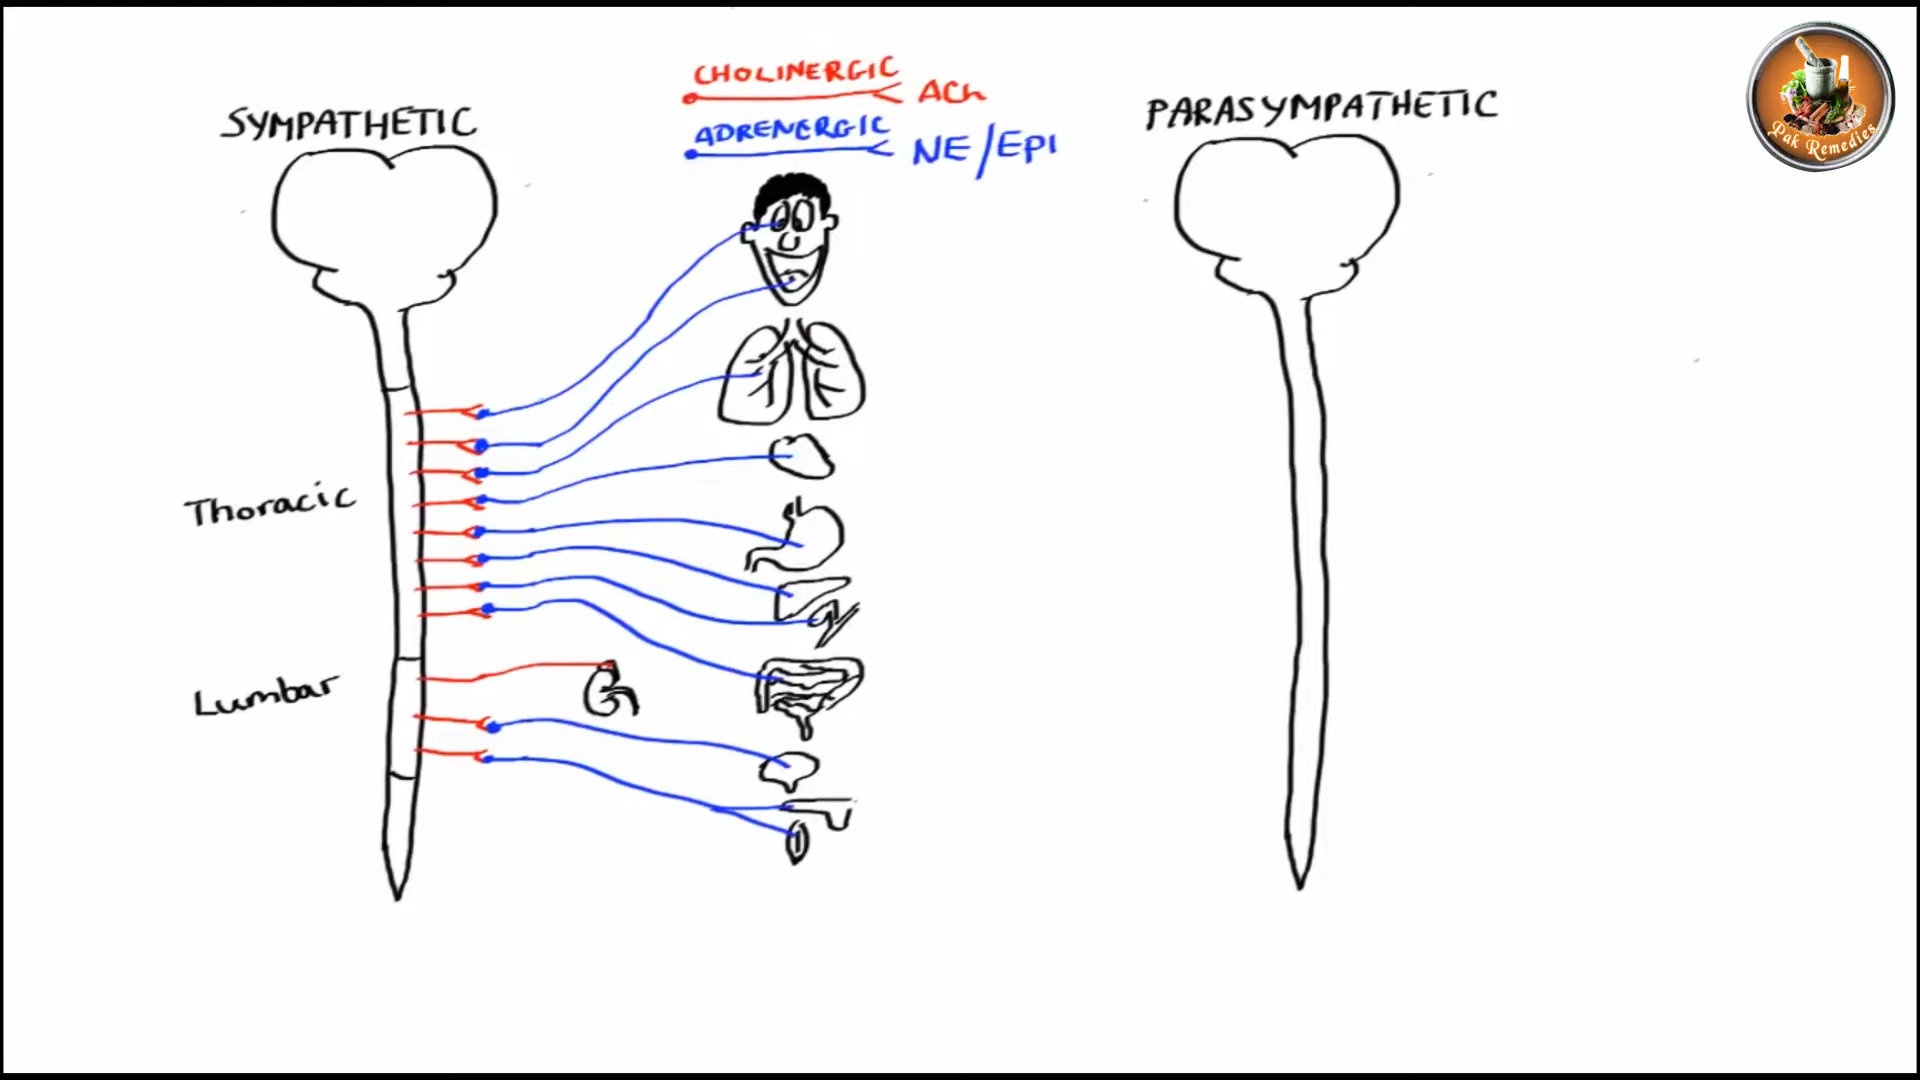 SYMPATHETIC
CHOLINERGIC
ACh
ADRENERGIC
NE/EPI
PARASYMPATHETIC
Pak Remedies
Thoracic
Lumbar